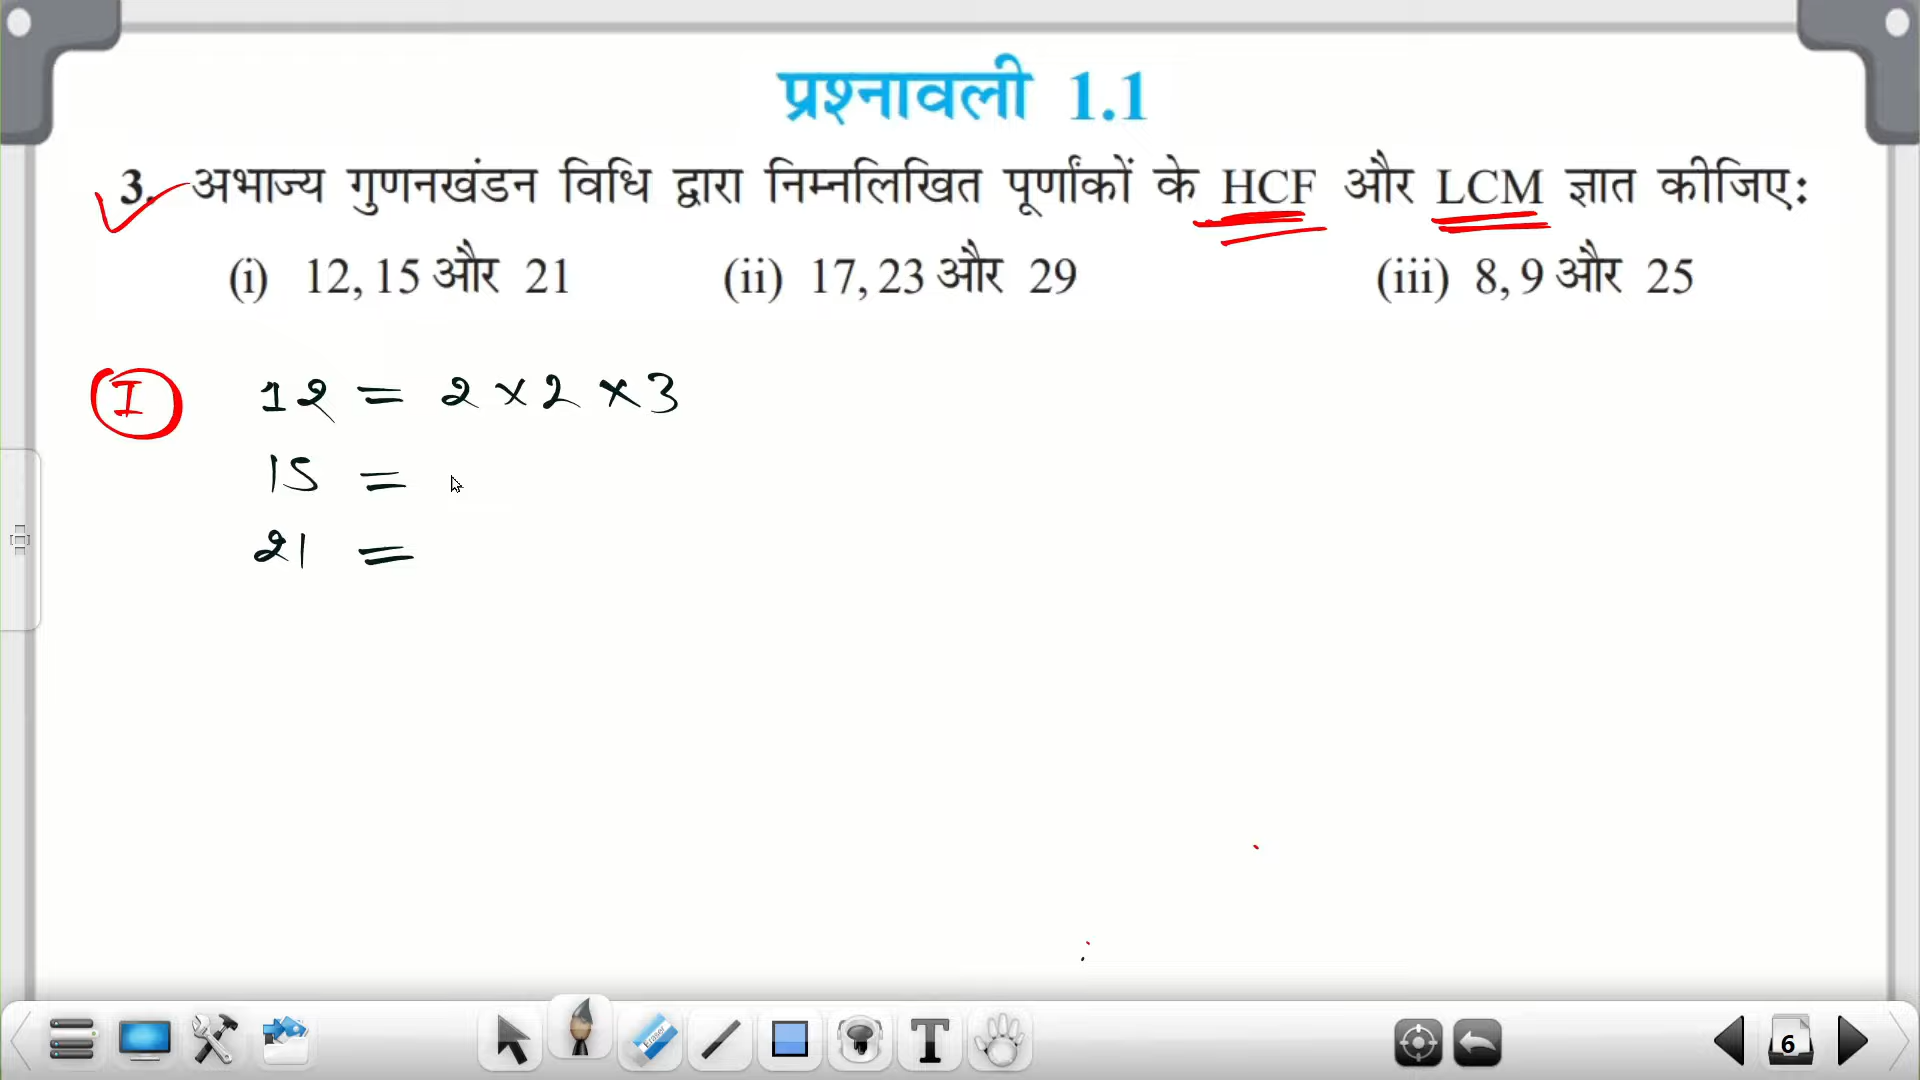 प्रश्नावली 1.1
3. अभाज्य गुणनखंडन विधि द्वारा निम्नलिखित पूर्णांकों के HCF और LCM ज्ञात कीजिए:
(i) 12, 15 और 21 (ii) 17, 23 और 29 (iii) 8, 9 और 25
I 12 = 2 × 2 × 3
15 =
21 =
Eraser T 6